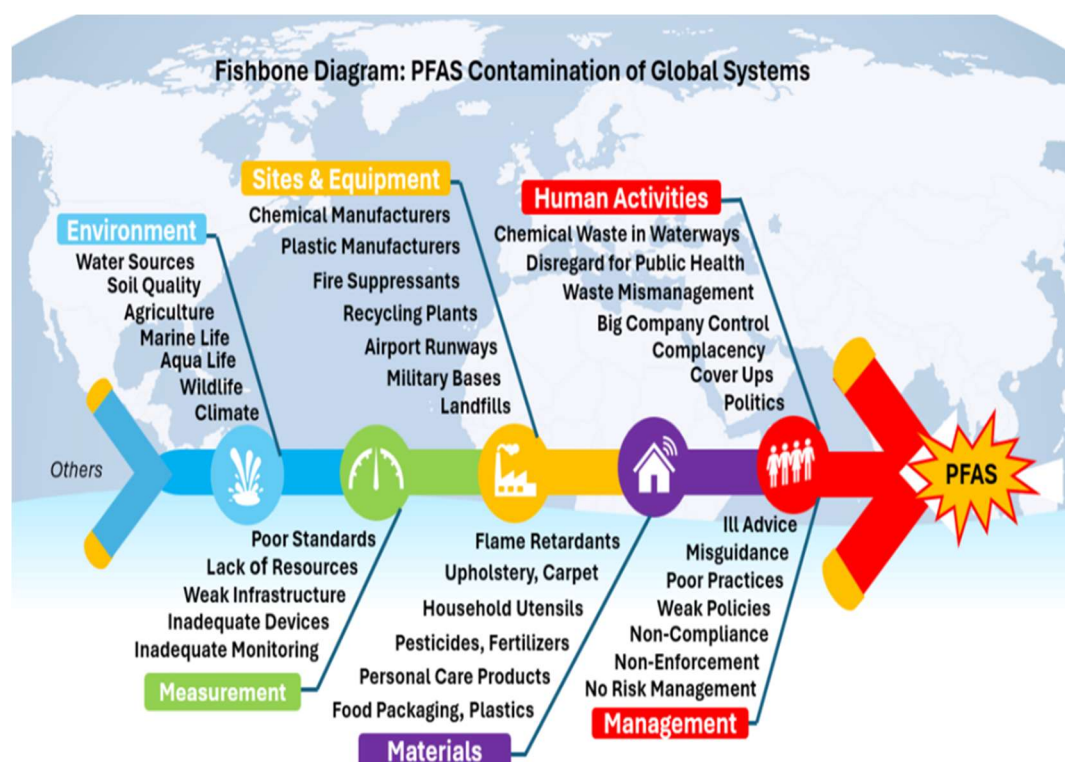 Fishbone Diagram: PFAS Contamination of Global Systems
Environment
Water Sources
Soil Quality
Agriculture
Marine Life
Aqua Life
Wildlife
Climate
Sites & Equipment
Chemical Manufacturers
Plastic Manufacturers
Fire Suppressants
Recycling Plants
Airport Runways
Military Bases
Landfills
Human Activities
Chemical Waste in Waterways
Disregard for Public Health
Waste Mismanagement
Big Company Control
Complacency
Cover Ups
Politics
Others
PFAS
Poor Standards
Lack of Resources
Weak Infrastructure
Inadequate Devices
Inadequate Monitoring
Measurement
Flame Retardants
Upholstery, Carpet
Household Utensils
Pesticides, Fertilizers
Personal Care Products
Food Packaging, Plastics
Materials
Ill Advice
Misguidance
Poor Practices
Weak Policies
Non-Compliance
Non-Enforcement
No Risk Management
Management